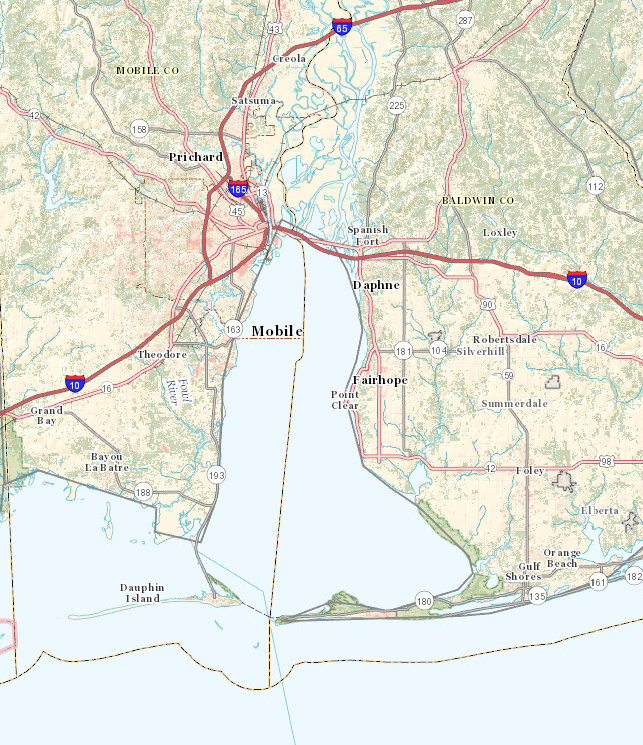 287
65
43
Creola
MOBILE CO
Satsuma
225
42
158
Prichard
165
13
112
45
BALDWIN CO
Spanish
Fort
Loxley
10
Daphne
90
163
Mobile
Robertsdale
16
181
104
Silverhill
Theodore
59
10
16
Fowl
River
Fairhope
Point
Clear
Summerdale
Grand
Bay
Bayou
La Batre
42
98
Foley
193
188
Elberta
Orange
Beach
Gulf
Shores
182
161
Dauphin
Island
180
135